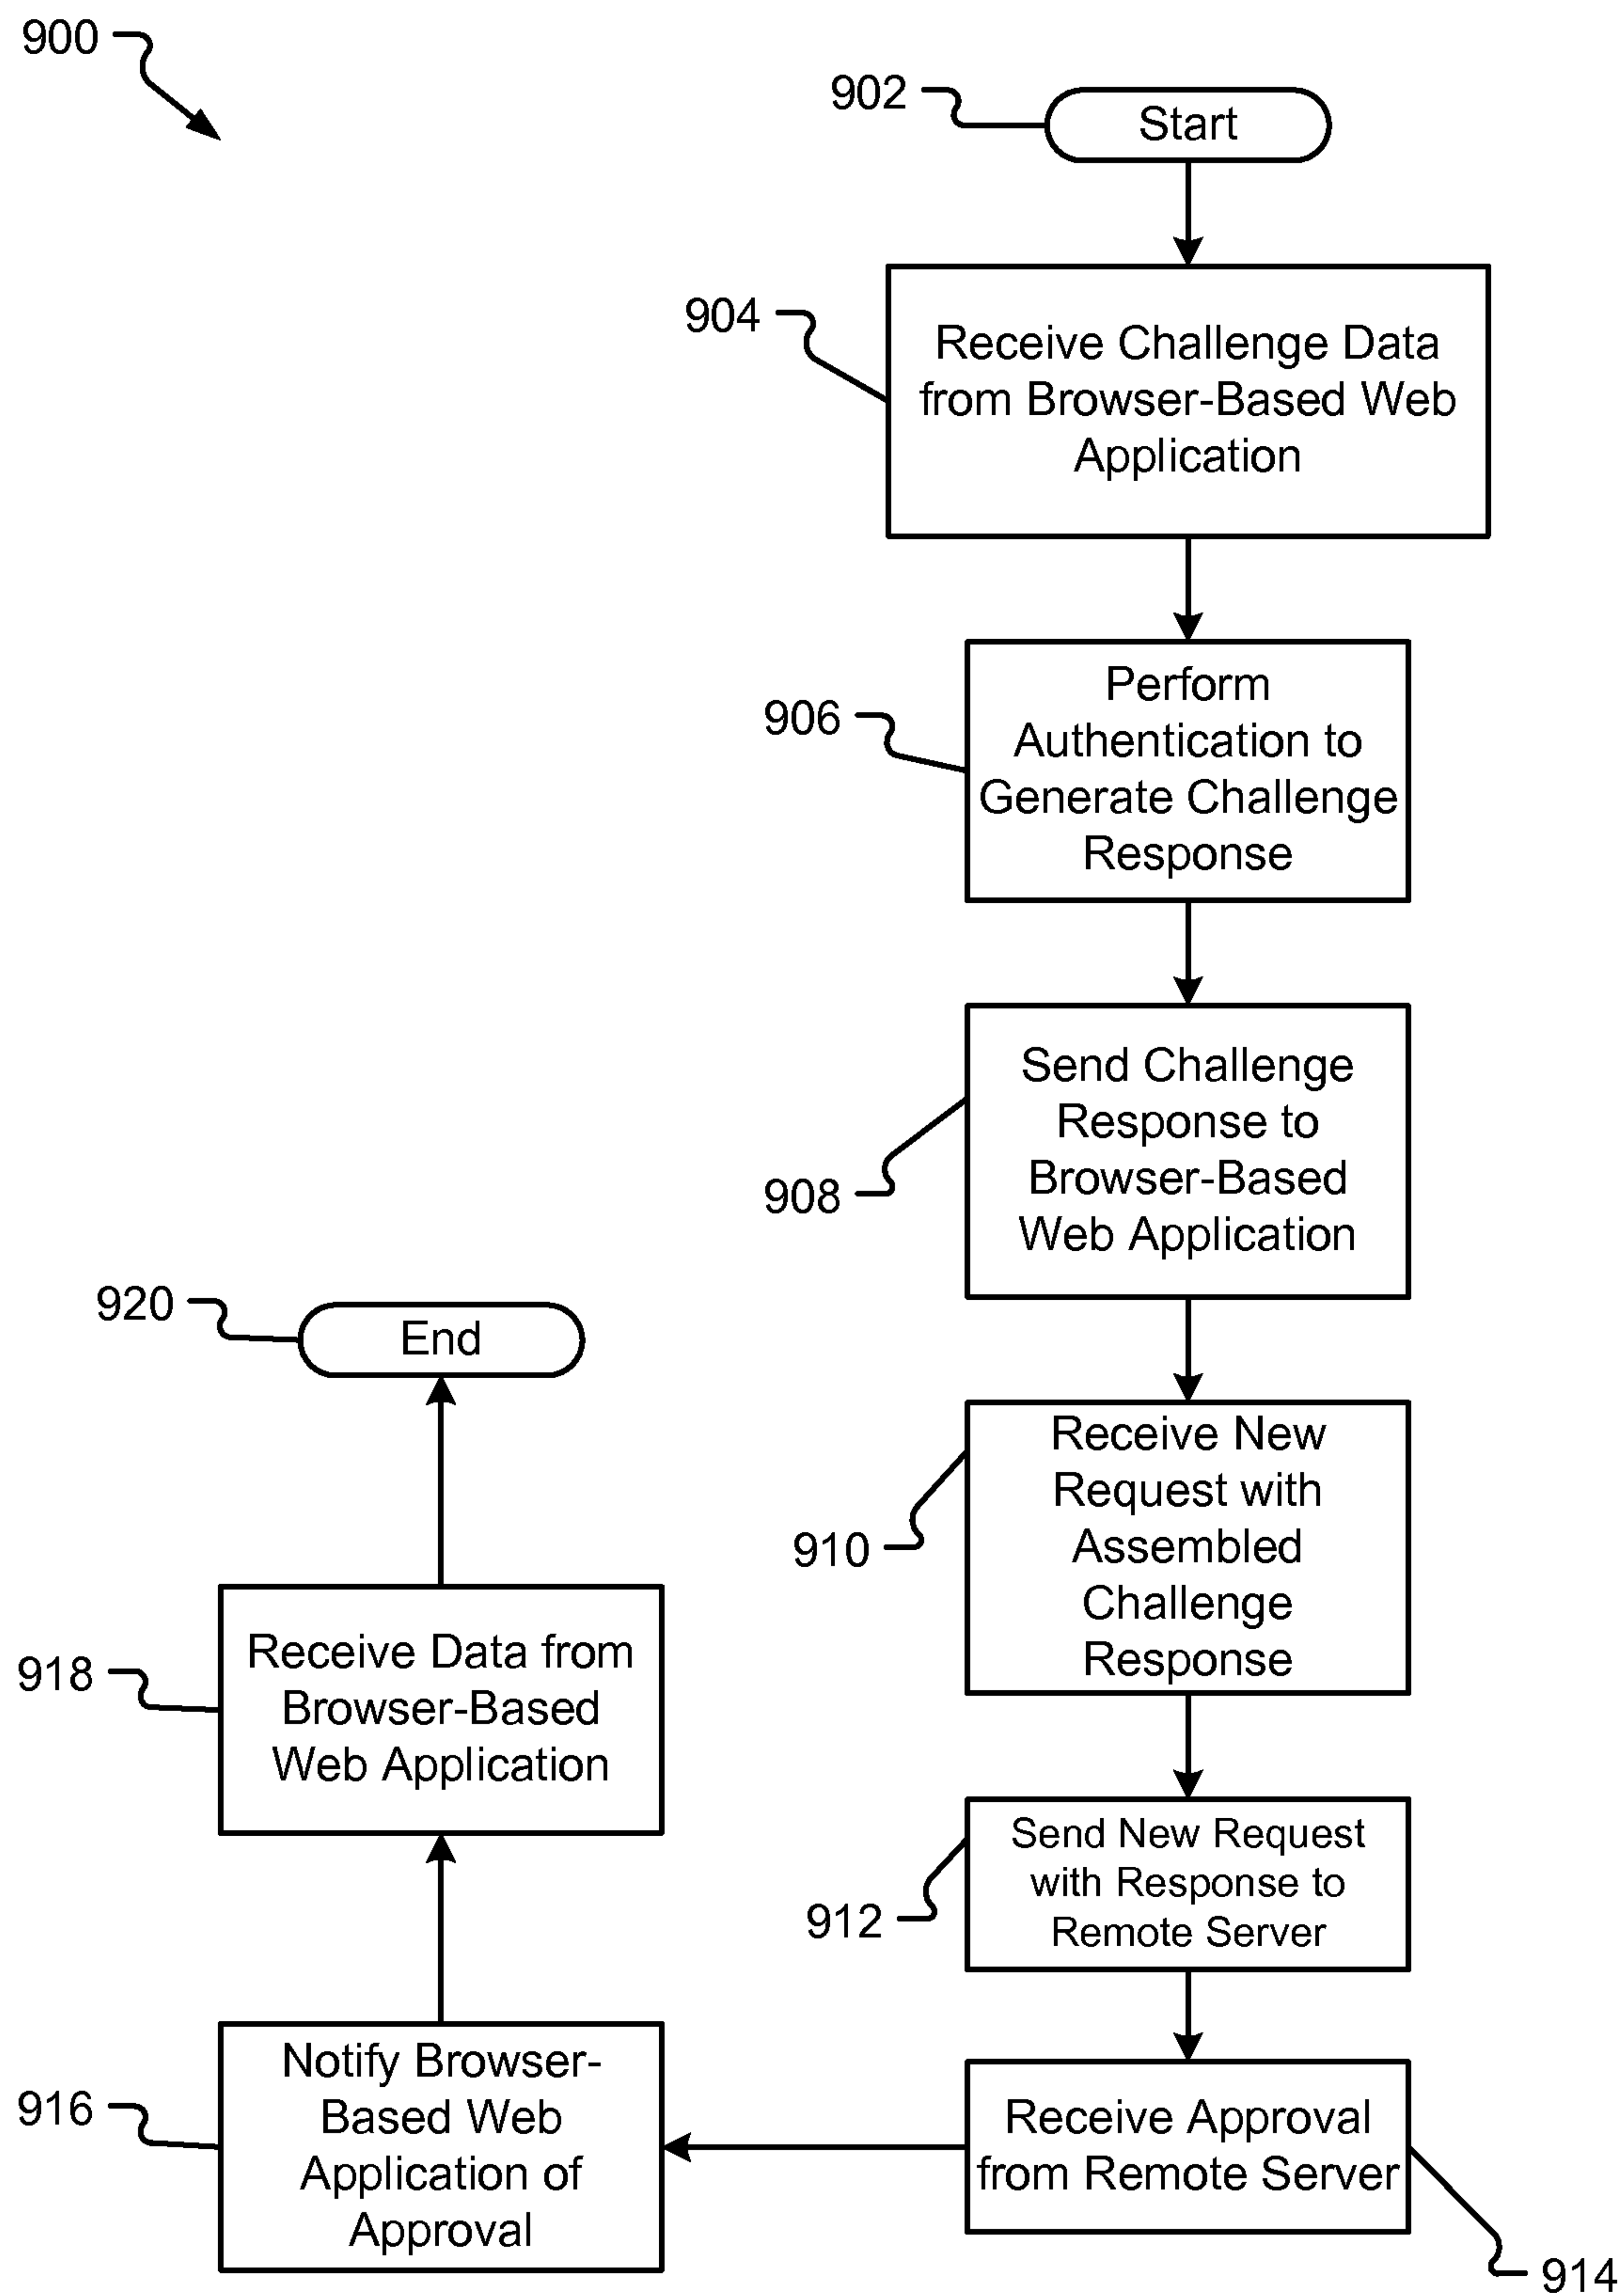 900
902
Start
904
Receive Challenge Data
from Browser-Based Web
Application
906
Perform
Authentication to
Generate Challenge
Response
908
Send Challenge
Response to
Browser-Based
Web Application
910
Receive New
Request with
Assembled
Challenge
Response
912
Send New Request
with Response to
Remote Server
914
Receive Approval
from Remote Server
916
Notify Browser-
Based Web
Application of
Approval
918
Receive Data from
Browser-Based
Web Application
920
End